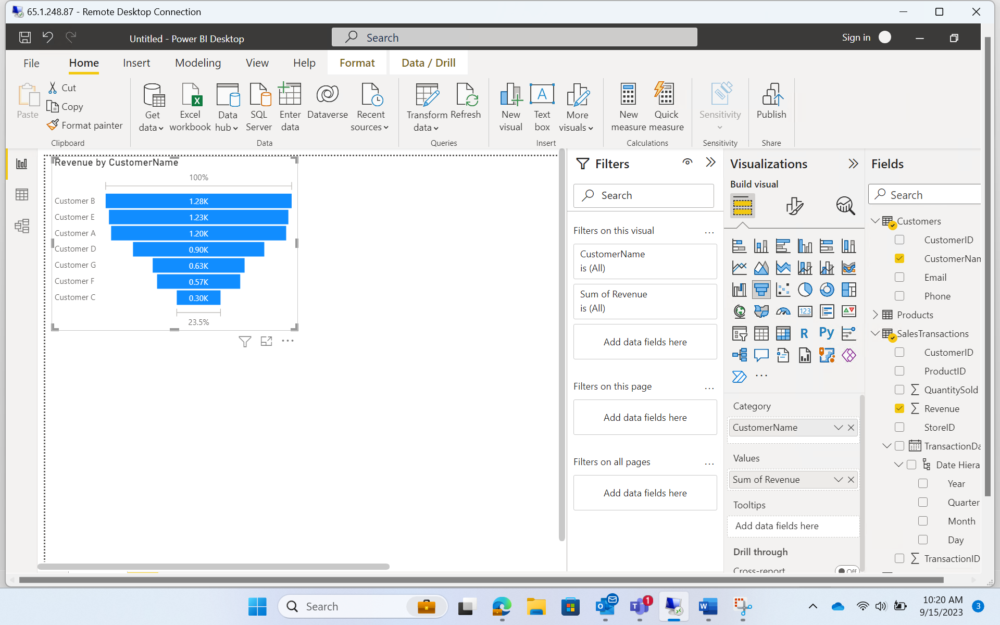 65.1.248.87 - Remote Desktop Connection
Untitled - Power BI Desktop
Search
Sign in
File
Home
Insert
Modeling
View
Help
Format
Data / Drill
Paste
Cut
Copy
Format painter
Clipboard
Get
data
Excel
workbook
Data
hub
SQL
Server
Enter
data
Dataverse
Recent
sources
Data
Transform
data
Refresh
Queries
New
visual
Text
box
More
visuals
Insert
New
measure
Quick
measure
Calculations
Sensitivity
Sensitivity
Publish
Share
Revenue by CustomerName
100%
Customer B 1.28K
Customer E 1.23K
Customer A 1.20K
Customer D 0.90K
Customer G 0.63K
Customer F 0.57K
Customer C 0.30K
23.5%
Filters
Search
Filters on this visual
CustomerName
is (All)
Sum of Revenue
is (All)
Add data fields here
Filters on this page
Add data fields here
Filters on all pages
Add data fields here
Visualizations
Build visual
123
R
Py
Category
CustomerName
Values
Sum of Revenue
Tooltips
Add data fields here
Drill through
Cross-report
Off
Fields
Search
Customers
CustomerID
CustomerNam
Email
Phone
Products
SalesTransactions
CustomerID
ProductID
QuantitySold
Revenue
StoreID
TransactionDa
Date Hiera
Year
Quarter
Month
Day
TransactionID
Search
1
10:20 AM
9/15/2023
3